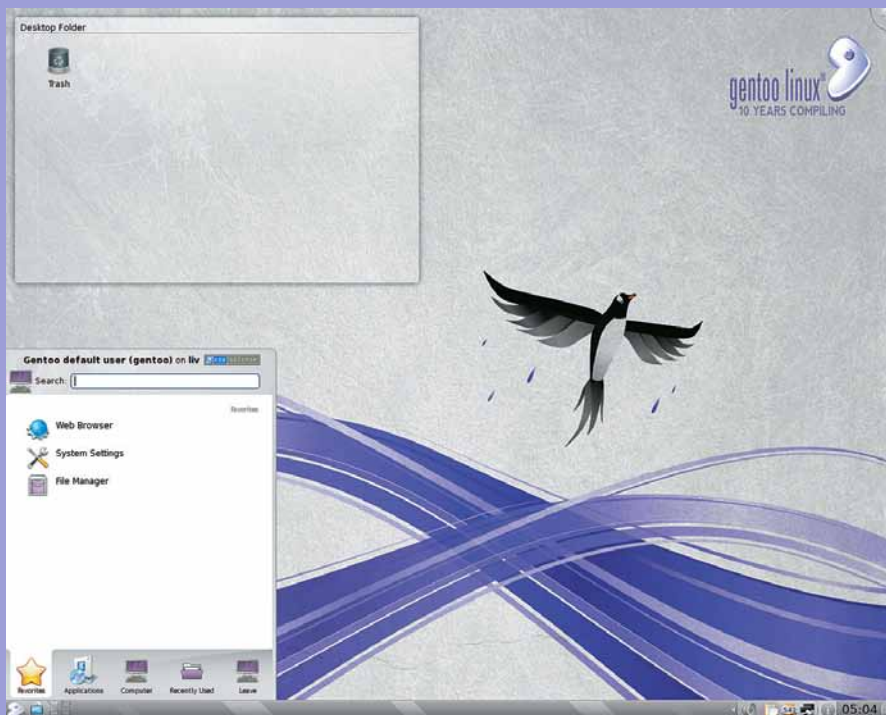 Desktop Folder
Trash
gentoo linux®
10 YEARS COMPILING
Gentoo default user (gentoo) on liv
Search:
Favorites
Web Browser
System Settings
File Manager
Favorites
Applications
Computer
Recently Used
Leave
05:04